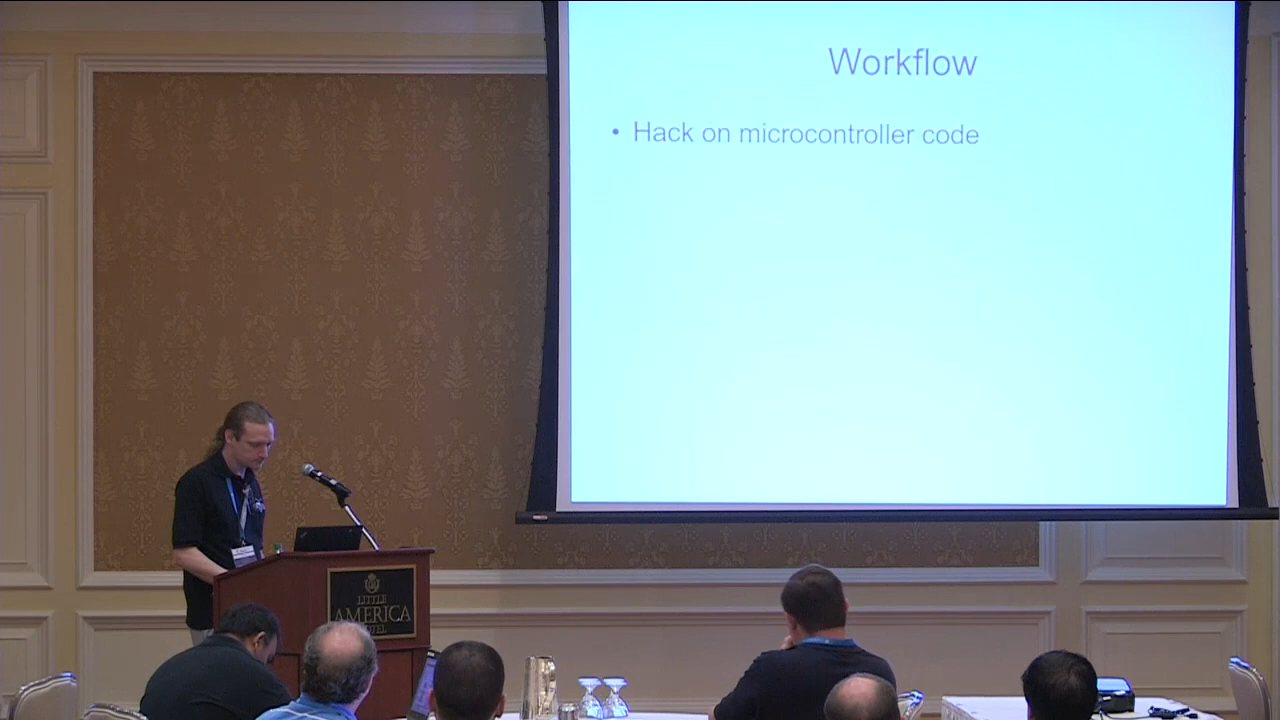 Workflow
• Hack on microcontroller code
LITTLE
AMERICA
HOTEL